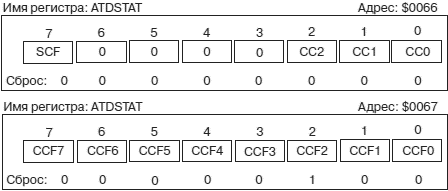 Имя регистра: ATDSTAT Адрес: $0066
7 6 5 4 3 2 1 0
SCF 0 0 0 0 CC2 CC1 CC0
Сброс: 0 0 0 0 0 0 0 0
Имя регистра: ATDSTAT Адрес: $0067
7 6 5 4 3 2 1 0
CCF7 CCF6 CCF5 CCF4 CCF3 CCF2 CCF1 CCF0
Сброс: 0 0 0 0 0 1 0 0